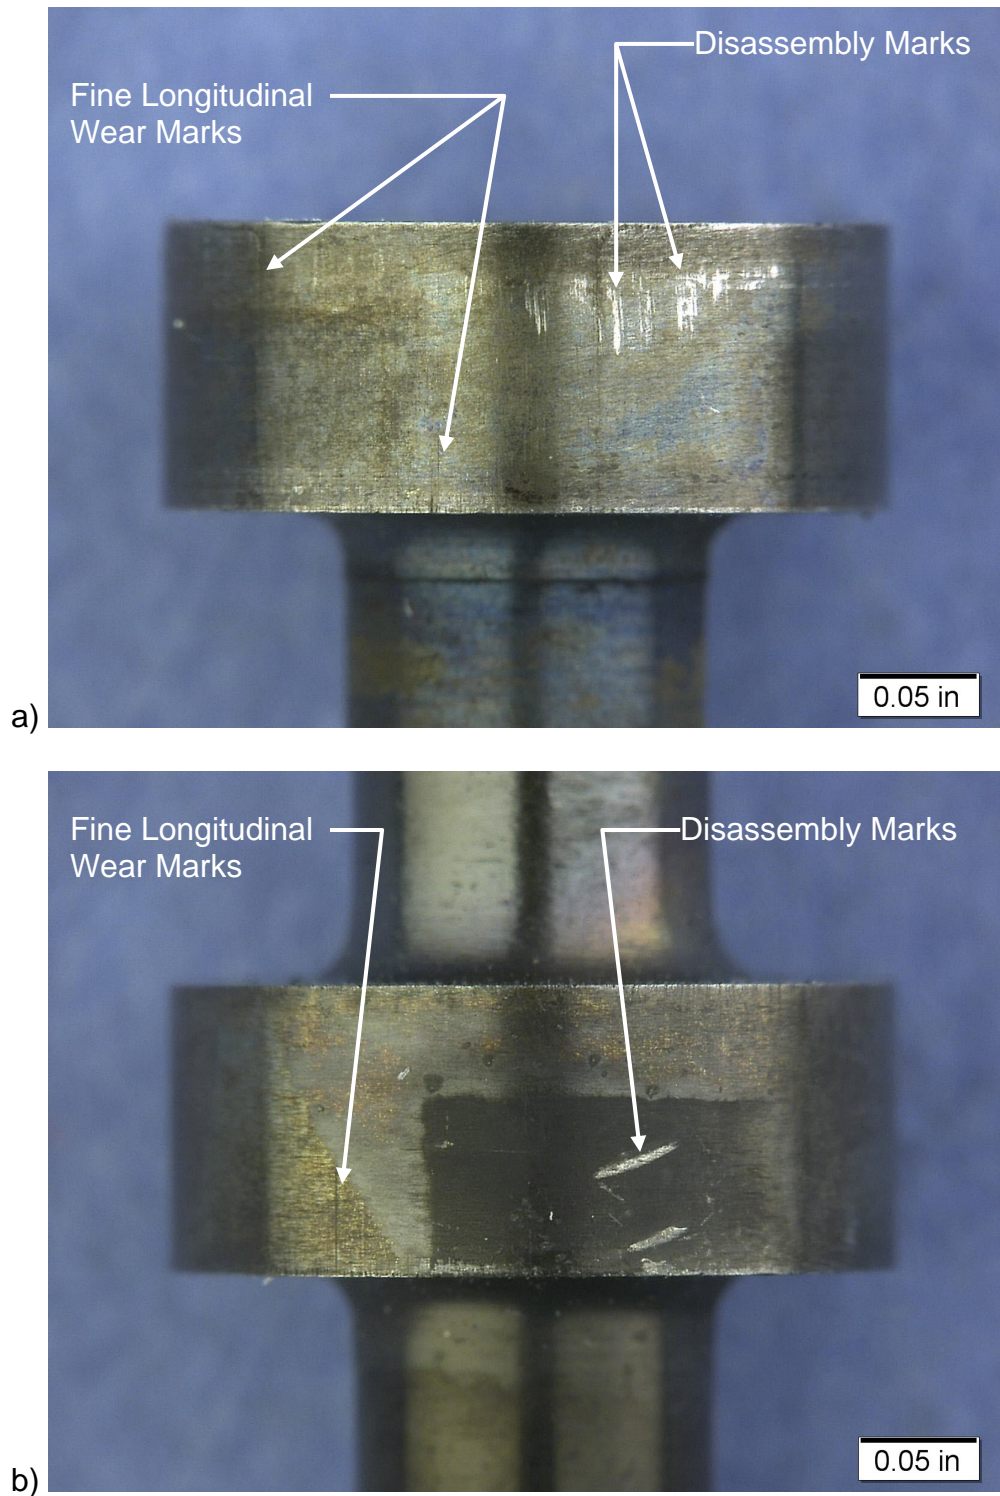 Disassembly Marks
Fine Longitudinal
Wear Marks
0.05 in
a)
Fine Longitudinal
Wear Marks
Disassembly Marks
0.05 in
b)